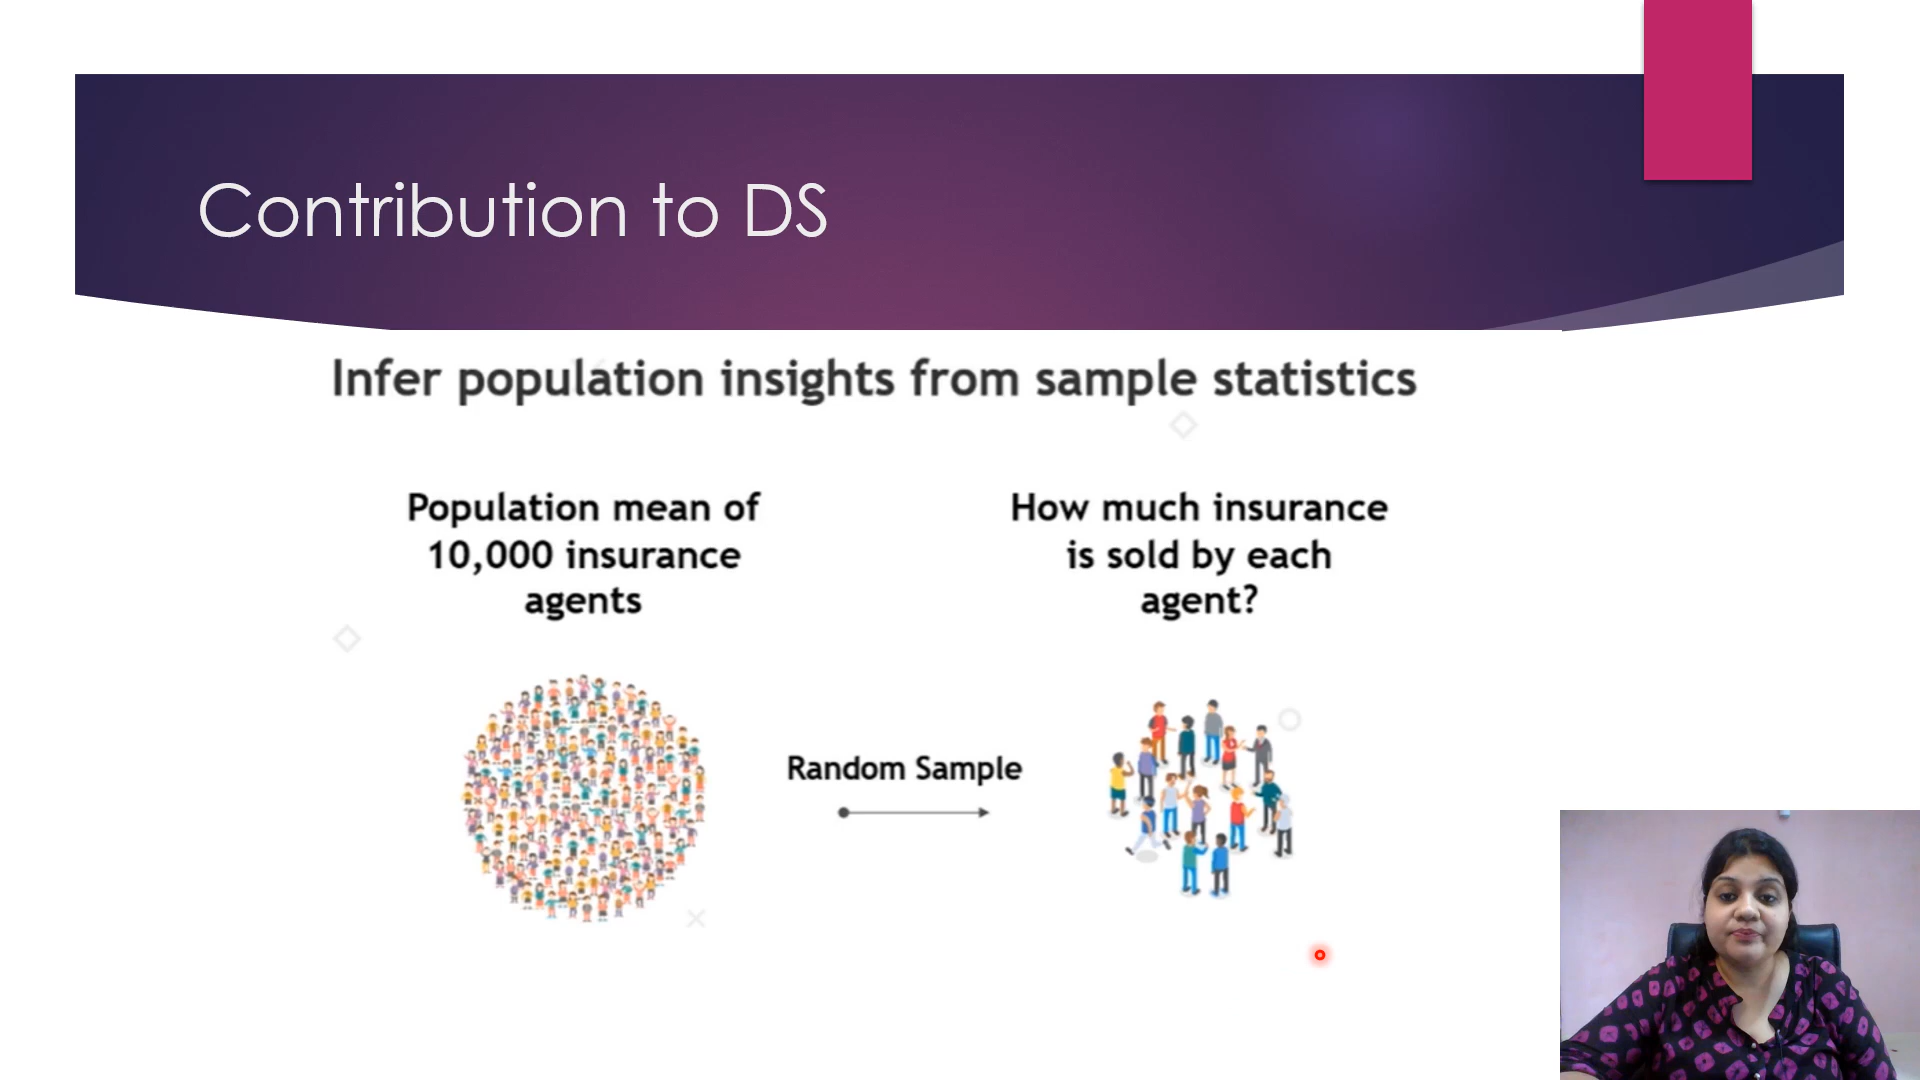 Contribution to DS
Infer population insights from sample statistics
Population mean of
10,000 insurance
agents
How much insurance
is sold by each
agent?
Random Sample